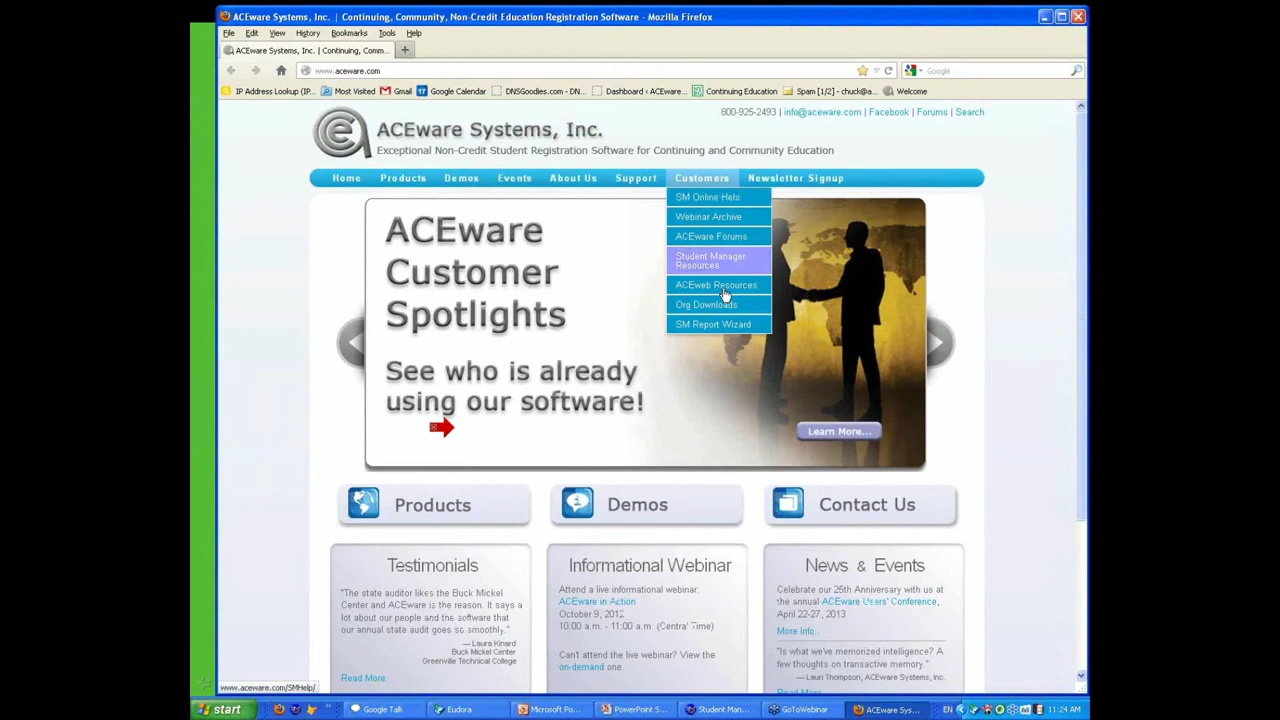 ACEware Systems, Inc. | Continuing, Community, Non-Credit Education Registration Software - Mozilla Firefox
File Edit View History Bookmarks Tools Help
ACEware Systems, Inc. | Continuing, Comm...
www.aceware.com
Google
IP Address Lookup (IP... Most Visited Gmail Google Calendar DNSGoodies.com - DN... Dashboard ‹ ACEware... Continuing Education Spam [1/3] - chuck@a... Welcome
800-925-2493 | info@aceware.com | Facebook | Forums | Search
ACEware Systems, Inc.
Exceptional Non-Credit Student Registration Software for Continuing and Community Education
Home Products Demos Events About Us Support Customers Newsletter Signup
SM Online Help
Webinar Archive
ACEware Forums
Student Manager
Resources
ACEweb Resources
Org Downloads
SM Report Wizard
ACEware
Customer
Spotlights
See who is already
using our software!
Learn More...
Products Demos Contact Us
Testimonials
"The state auditor likes the Buck Mickel
Center and ACEware is the reason. It says a
lot about our people and the software that
our annual state audit goes so smoothly."
— Laura Kinard
Buck Mickel Center
Greenville Technical College
Read More...
Informational Webinar
Attend a live informational webinar.
ACEware in Action
October 9, 2012
10:00 a.m. - 11:00 a.m. (Central Time)
Can't attend the live webinar? View the
on-demand one.
News & Events
Celebrate our 25th Anniversary with us at
the annual ACEware Users' Conference,
April 22-27, 2013
More Info...
"Is what we've memorized intelligence? A
few thoughts on transactive memory."
— Lauri Thompson, ACEware Systems, Inc.
Read More...
www.aceware.com/SMHelp/
start Google Talk Eudora Microsoft Po... PowerPoint S... Student Man... GoToWebinar ACEware Sys... EN 11:24 AM